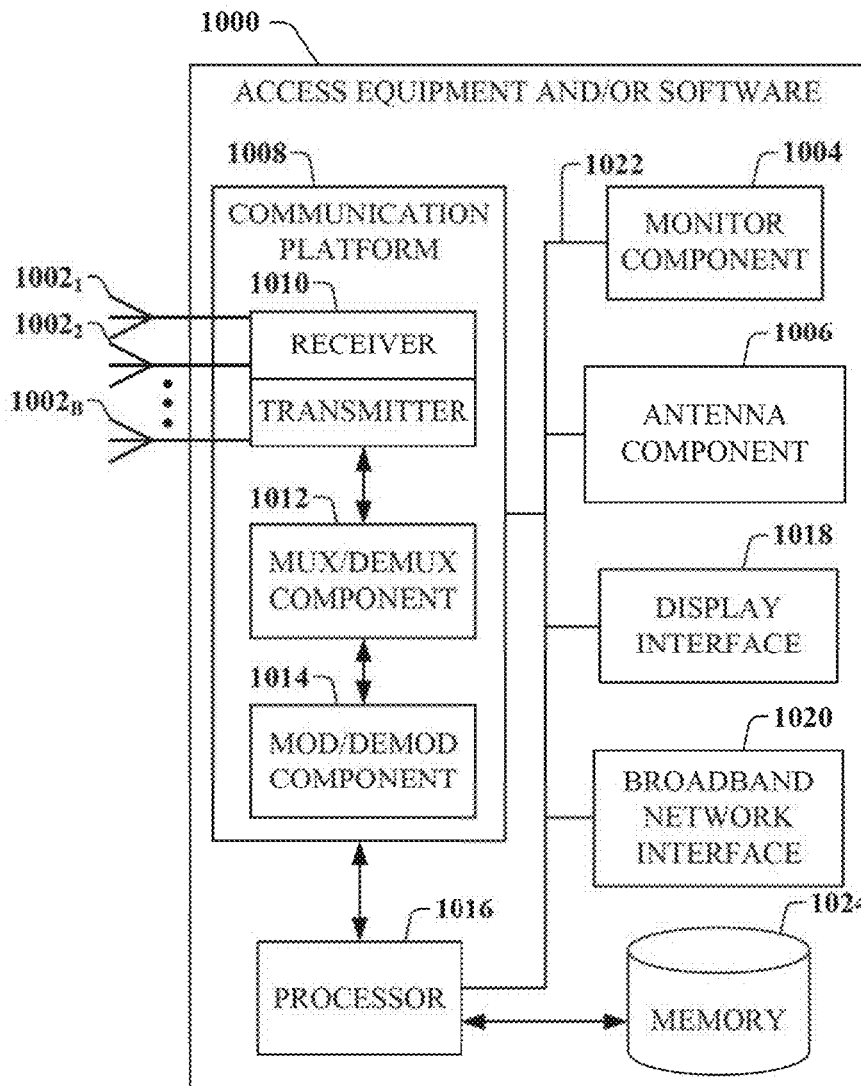 1000
ACCESS EQUIPMENT AND/OR SOFTWARE
1008
COMMUNICATION
PLATFORM
1002₁
1002₂
1002_B
1010
RECEIVER
TRANSMITTER
1012
MUX/DEMUX
COMPONENT
1014
MOD/DEMOD
COMPONENT
1022
1004
MONITOR
COMPONENT
1006
ANTENNA
COMPONENT
1018
DISPLAY
INTERFACE
1020
BROADBAND
NETWORK
INTERFACE
1016
PROCESSOR
1024
MEMORY